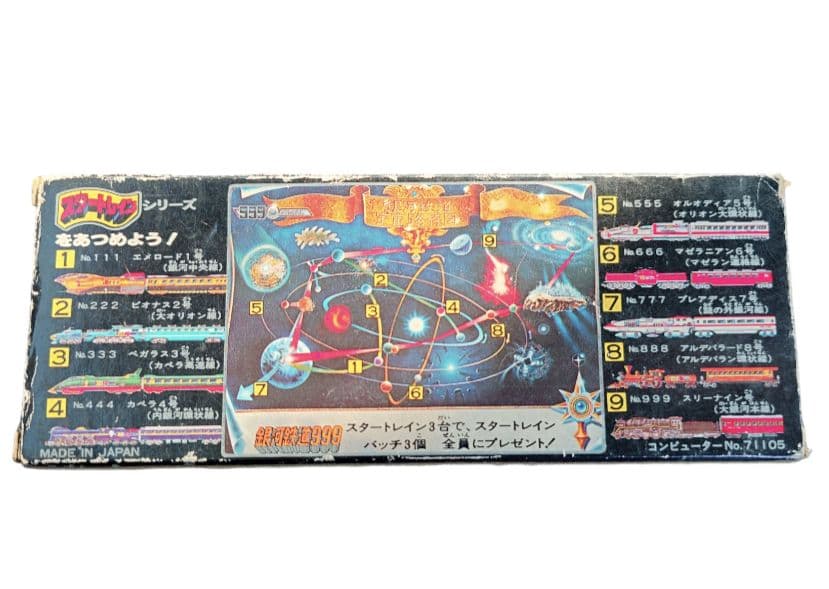 スタートレイン シリーズ
をあつめよう!
1 No.111 エメロード1号
(銀河中央線)
2 No.222 ビオナス2号
(大オリオン線)
3 No.333 ペガラス3号
(カペラ高速線)
4 No.444 カペラ4号
(内銀河環状線)
MADE IN JAPAN
999
9
2
5
3
4
8
1
7
6
銀河鉄道999
スタートレイン3台で、スタートレイン
バッチ3個 全員にプレゼント!
5 No.555 オルオディア5号
(オリオン大環状線)
6 No.666 マゼラニアン6号
(マゼラン連絡線)
7 No.777 プレアデス7号
(盤の外銀河線)
8 No.888 アルデバラード8号
(アルデバラン環状線)
9 No.999 スリーナイン号
(大銀河本線)
コンピューターNo.71105